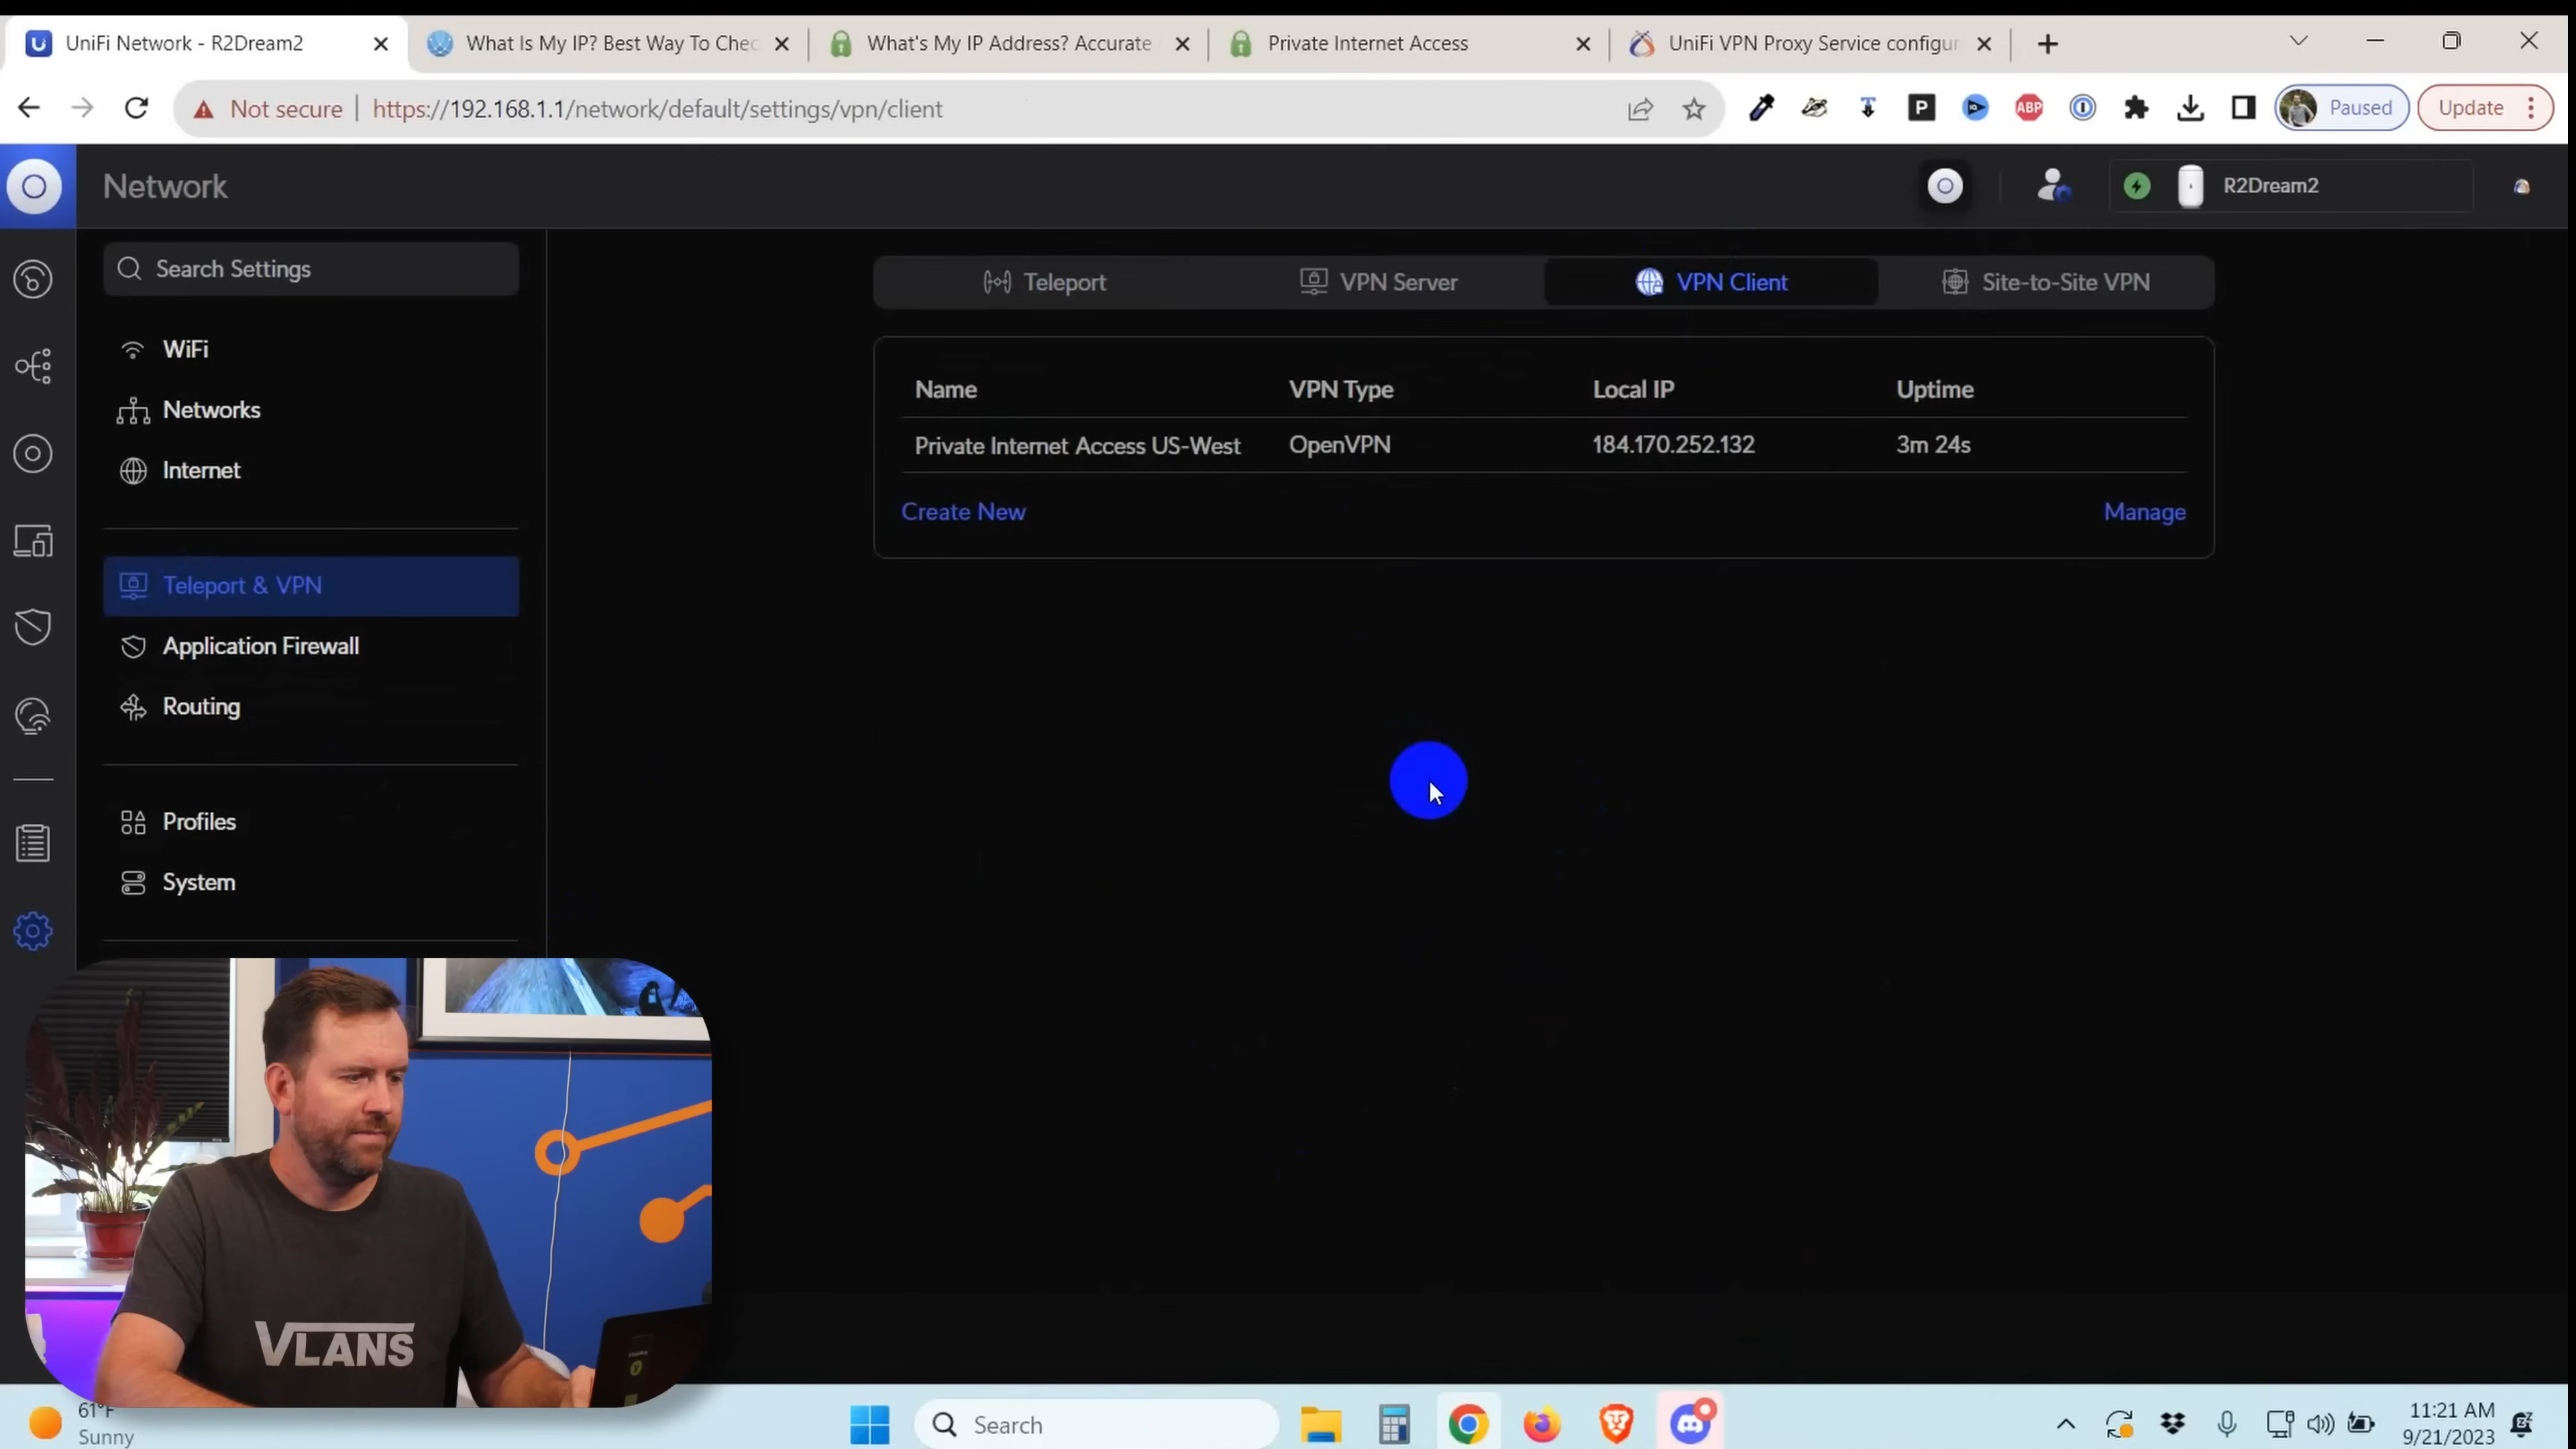 UniFi Network - R2Dream2
What Is My IP? Best Way To Chec
What's My IP Address? Accurate
Private Internet Access
UniFi VPN Proxy Service configur
Not secure
https://192.168.1.1/network/default/settings/vpn/client
P
ABP
Paused
Update
Network
R2Dream2
Search Settings
WiFi
Networks
Internet
Teleport & VPN
Application Firewall
Routing
Profiles
System
Teleport
VPN Server
VPN Client
Site-to-Site VPN
Name
VPN Type
Local IP
Uptime
Private Internet Access US-West
OpenVPN
184.170.252.132
3m 24s
Create New
Manage
VLANS
61°F
Sunny
Search
11:21 AM
9/21/2023